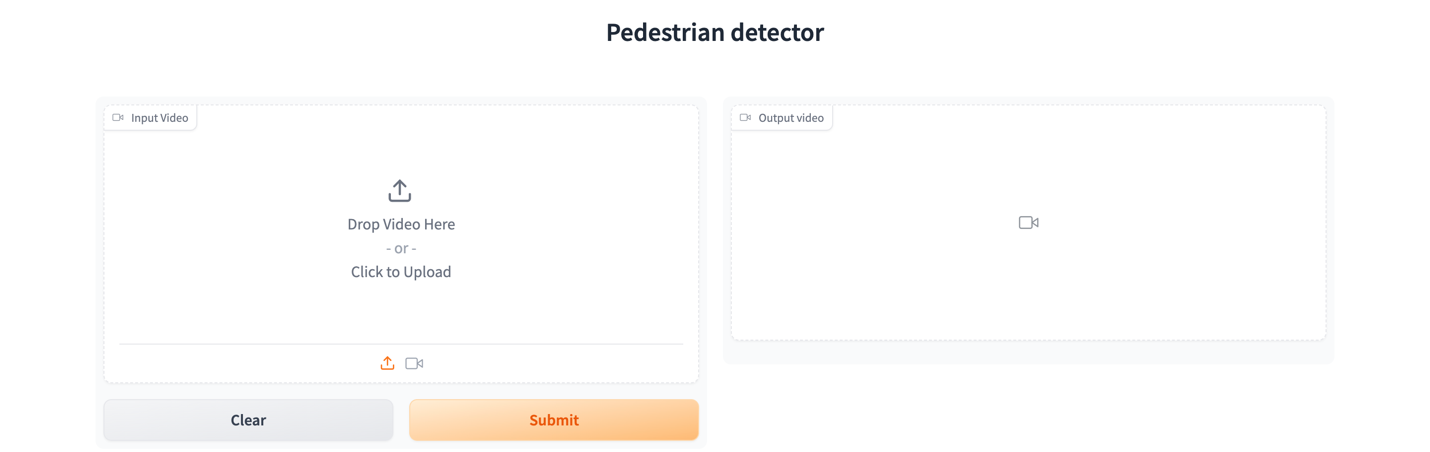 Pedestrian detector
Input Video
Drop Video Here
- or -
Click to Upload
Clear
Submit
Output video